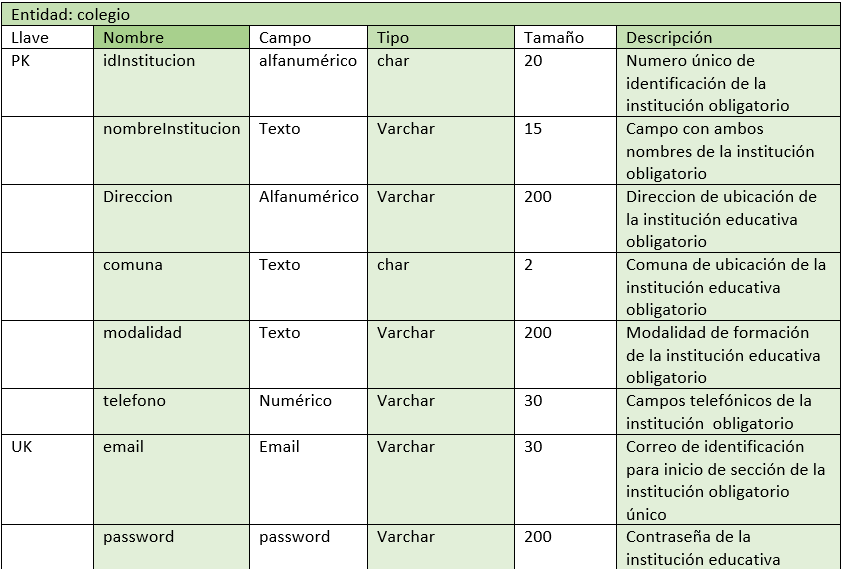 Entidad: colegio
Llave Nombre Campo Tipo Tamaño Descripción
PK idInstitucion alfanumérico char 20 Numero único de
identificación de la
institución obligatorio
nombreInstitucion Texto Varchar 15 Campo con ambos
nombres de la institución
obligatorio
Direccion Alfanumérico Varchar 200 Direccion de ubicación de
la institución educativa
obligatorio
comuna Texto char 2 Comuna de ubicación de la
institución educativa
obligatorio
modalidad Texto Varchar 200 Modalidad de formación
de la institución educativa
obligatorio
telefono Numérico Varchar 30 Campos telefónicos de la
institución obligatorio
UK email Email Varchar 30 Correo de identificación
para inicio de sección de la
institución obligatorio
único
password password Varchar 200 Contraseña de la
institución educativa